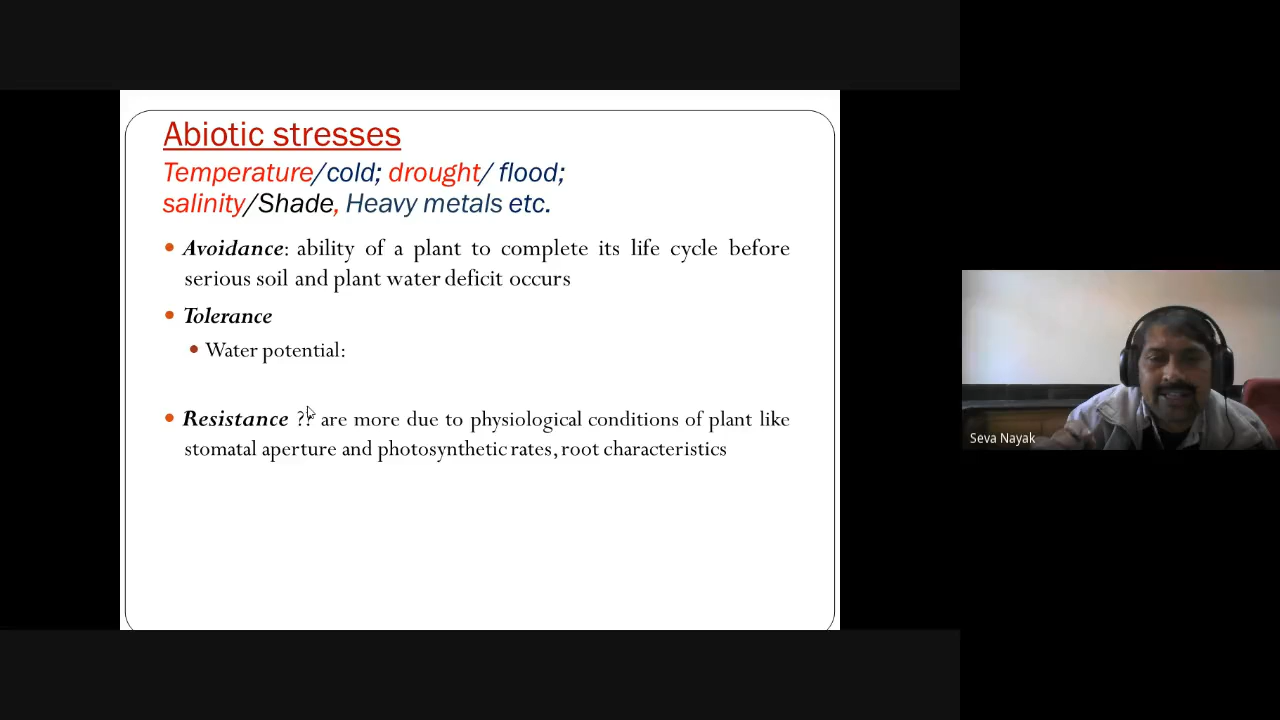 Abiotic stresses
Temperature/cold; drought/ flood;
salinity/Shade, Heavy metals etc.
• Avoidance: ability of a plant to complete its life cycle before
serious soil and plant water deficit occurs
• Tolerance
• Water potential:
• Resistance ?? are more due to physiological conditions of plant like
stomatal aperture and photosynthetic rates, root characteristics
Seva Nayak